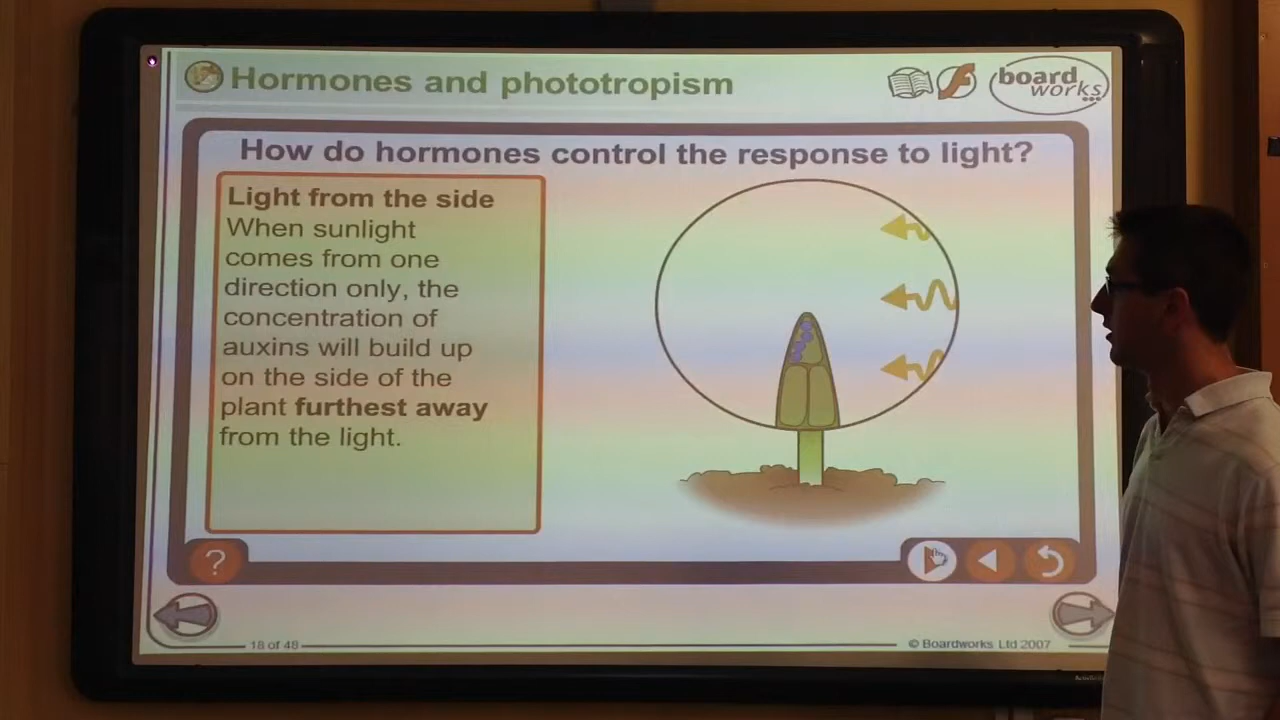 Hormones and phototropism
board
works
How do hormones control the response to light?
Light from the side
When sunlight
comes from one
direction only, the
concentration of
auxins will build up
on the side of the
plant furthest away
from the light.
?
18 of 48
© Boardworks Ltd 2007